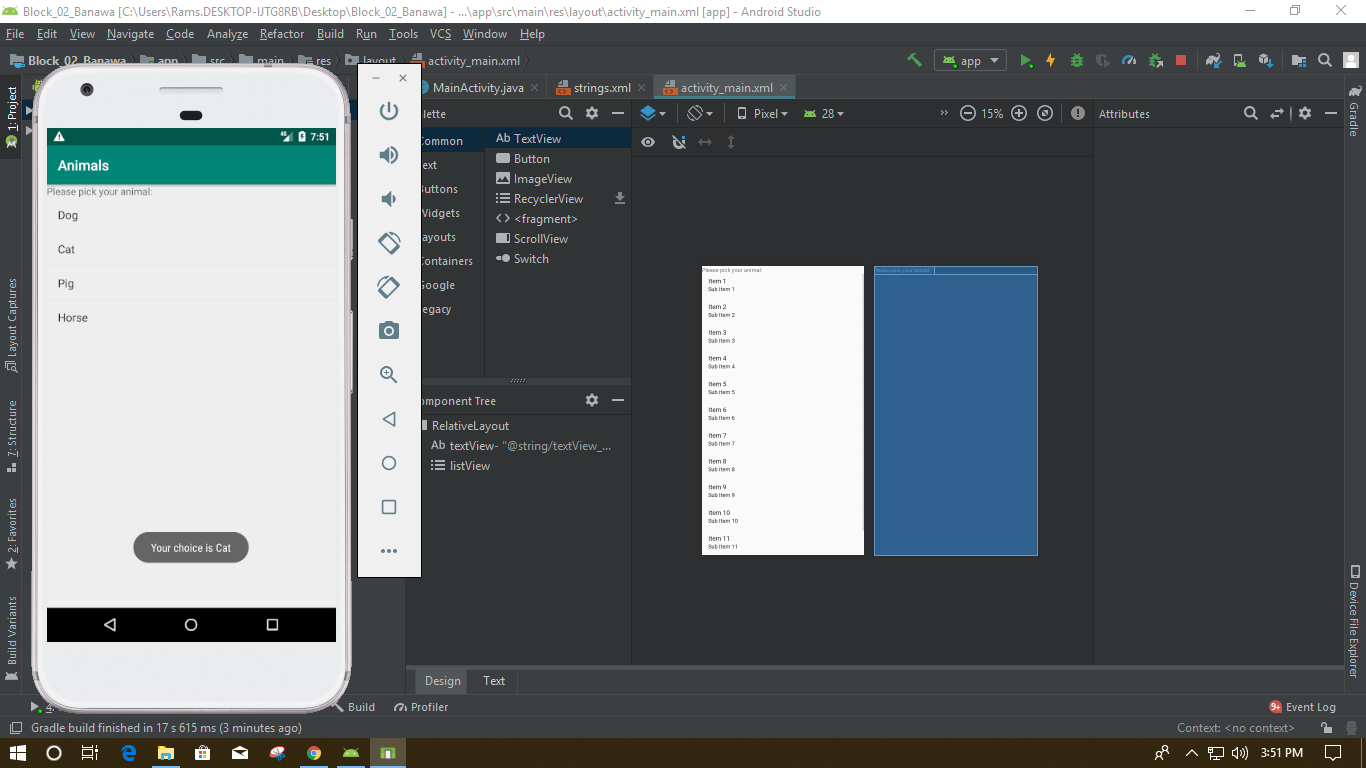 Block_02_Banawa [C:\Users\Rams.DESKTOP-IJTG8RB\Desktop\Block_02_Banawa] - ...\app\src\main\res\layout\activity_main.xml [app] - Android Studio
File Edit View Navigate Code Analyze Refactor Build Run Tools VCS Window Help
Block_02_Banawa app src main res layout activity_main.xml
app
MainActivity.java strings.xml activity_main.xml
lette
Pixel 28 15%
Attributes
Common
ext
uttons
Widgets
ayouts
Containers
Google
egacy
Ab TextView
Button
ImageView
RecyclerView
<> <fragment>
ScrollView
Switch
omponent Tree
RelativeLayout
Ab textView- "@string/textView_...
listView
7:51
Animals
Please pick your animal:
Dog
Cat
Pig
Horse
Your choice is Cat
Please pick your animal:
Item 1
Sub Item 1
Item 2
Sub Item 2
Item 3
Sub Item 3
Item 4
Sub Item 4
Item 5
Sub Item 5
Item 6
Sub Item 6
Item 7
Sub Item 7
Item 8
Sub Item 8
Item 9
Sub Item 9
Item 10
Sub Item 10
Item 11
Sub Item 11
Please pick your animal:
1: Project
Layout Captures
7: Structure
2: Favorites
Build Variants
Gradle
Device File Explorer
Design Text
4: Build Profiler
9+ Event Log
Gradle build finished in 17 s 615 ms (3 minutes ago)
Context: <no context>
3:51 PM